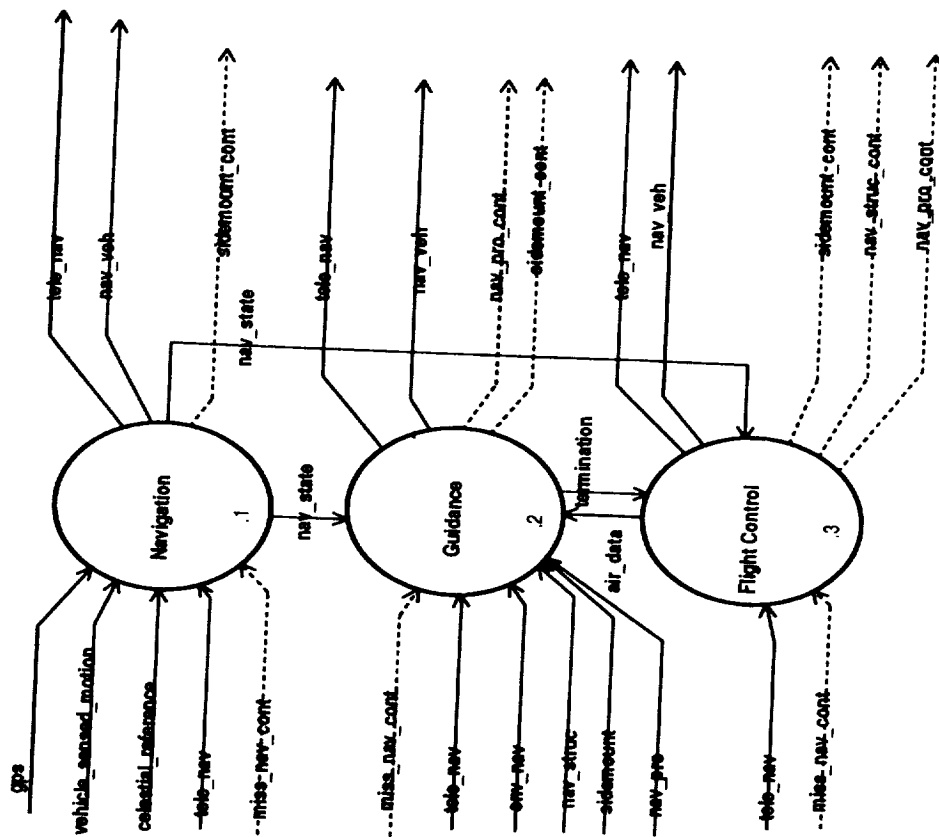 gps
vehicle_sensed_motion
celestial_reference
tele_nav
miss_nav_cont
Navigation
.1
tele_nav
nav_veh
sidemount_cont
nav_state
nav_state
miss_nav_cont
tele_nav
env_nav
nav_struc
sidemount
nav_pro
Guidance
.2
tele_nav
nav_veh
nav_pro_cont
sidemount_cont
air_data
termination
tele_nav
miss_nav_cont
Flight Control
.3
tele_nav
nav_veh
sidemount_cont
nav_struc_cont
nav_pro_cont